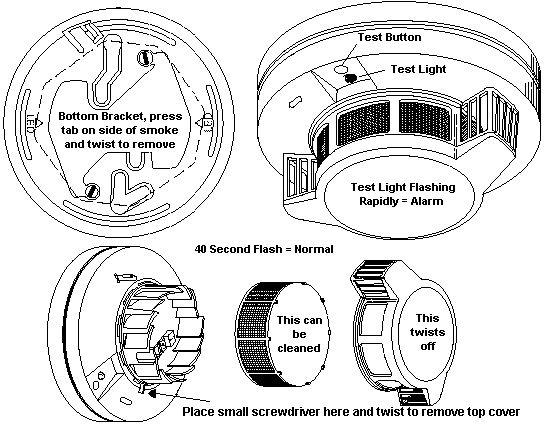 Test Button
Test Light
Bottom Bracket, press
tab on side of smoke
and twist to remove
LED
Test Light Flashing
Rapidly = Alarm
40 Second Flash = Normal
This can
be
cleaned
This
twists
off
Place small screwdriver here and twist to remove top cover